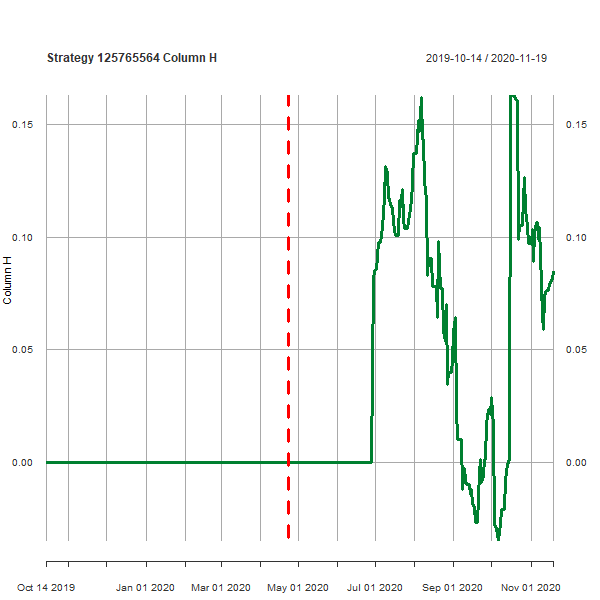 Strategy 125765564 Column H
2019-10-14 / 2020-11-19
0.15
0.15
0.10
0.10
Column H
0.05
0.05
0.00
0.00
Oct 14 2019
Jan 01 2020
Mar 01 2020
May 01 2020
Jul 01 2020
Sep 01 2020
Nov 01 2020